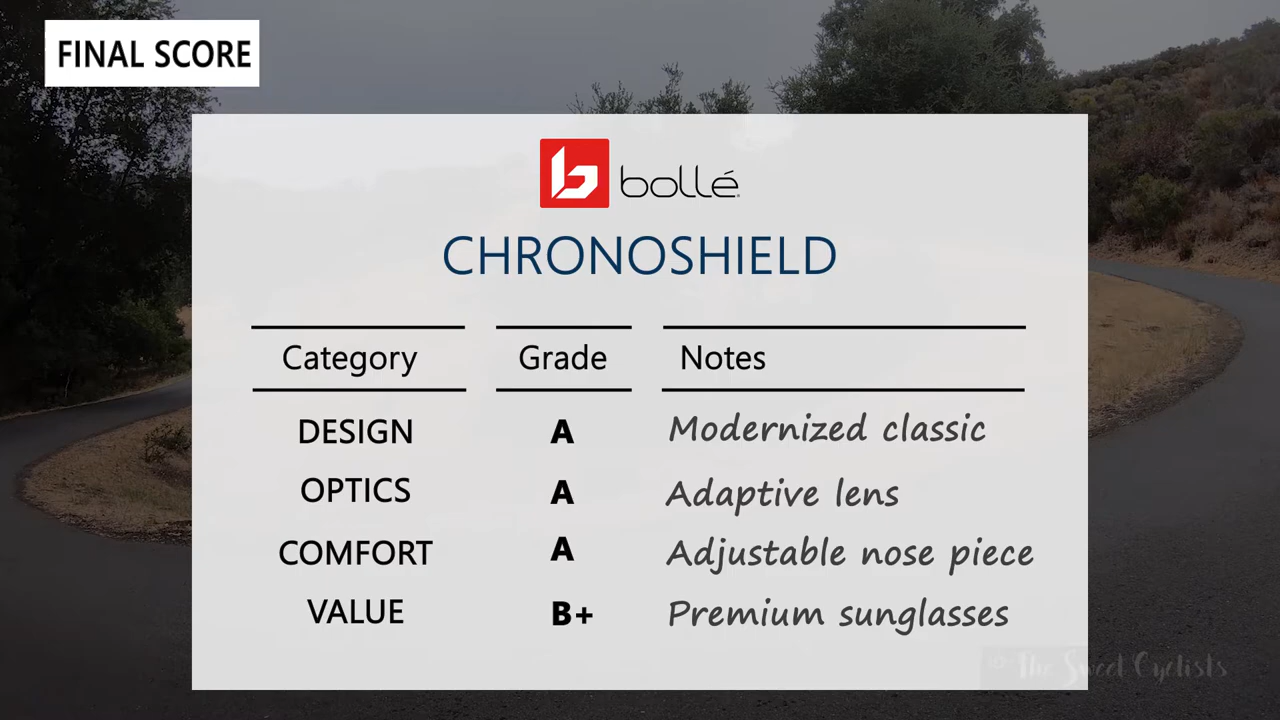 FINAL SCORE
bollé
CHRONOSHIELD
Category Grade Notes
DESIGN A Modernized classic
OPTICS A Adaptive lens
COMFORT A Adjustable nose piece
VALUE B+ Premium sunglasses
The Sweet Cyclists